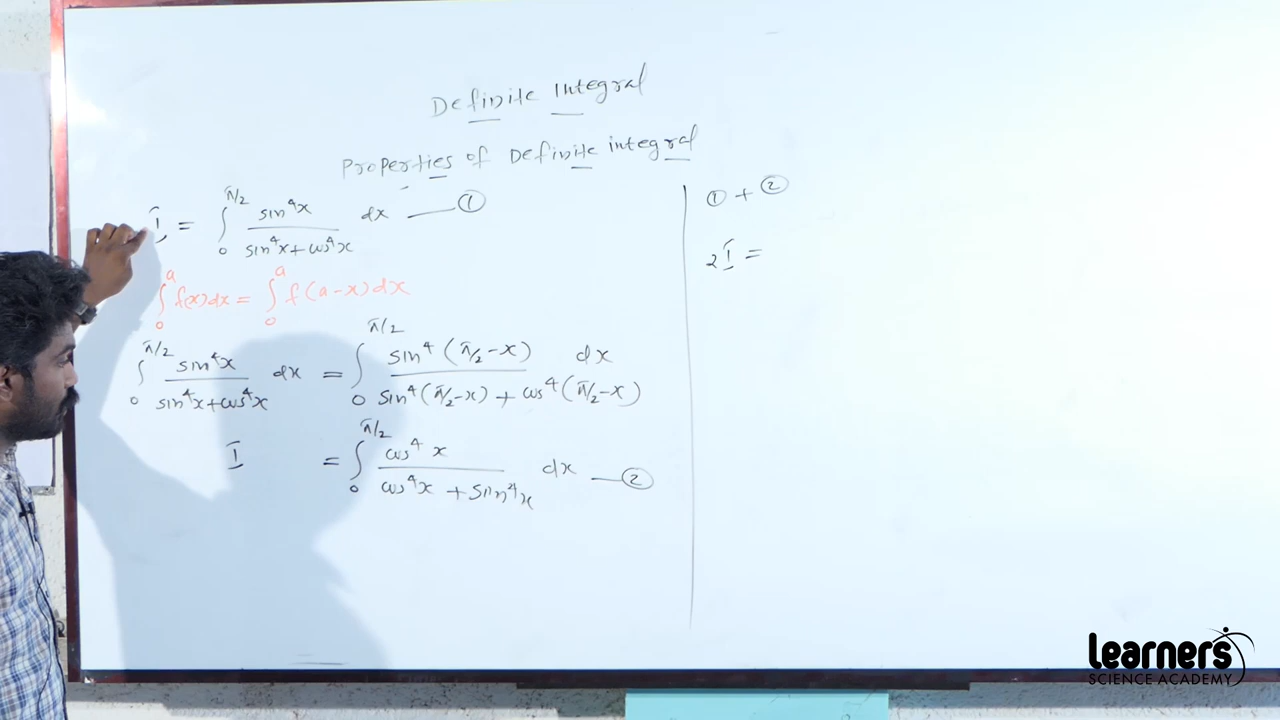 Definite Integral
Properties of Definite integral
I = ∫₀^π/2 sin⁴x / sin⁴x + cos⁴x dx —— ①
∫₀^a f(x)dx = ∫₀^a f(a-x)dx
∫₀^π/2 sin⁴x / sin⁴x+cos⁴x dx = ∫₀^π/2 sin⁴(π/2-x) / sin⁴(π/2-x) + cos⁴(π/2-x) dx
I = ∫₀^π/2 cos⁴x / cos⁴x + sin⁴x dx —— ②
① + ②
2I =
learners
SCIENCE ACADEMY